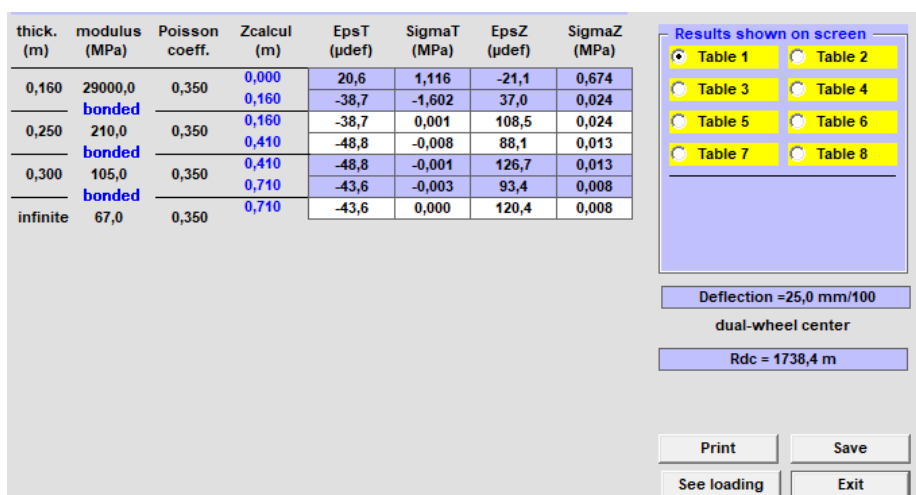 thick. modulus Poisson Zcalcul EpsT SigmaT EpsZ SigmaZ
(m) (MPa) coeff. (m) (µdef) (MPa) (µdef) (MPa)
0,160 29000,0 0,350 0,000 20,6 1,116 -21,1 0,674
bonded 0,160 -38,7 -1,602 37,0 0,024
0,250 210,0 0,350 0,160 -38,7 0,001 108,5 0,024
bonded 0,410 -48,8 -0,008 88,1 0,013
0,300 105,0 0,350 0,410 -48,8 -0,001 126,7 0,013
bonded 0,710 -43,6 -0,003 93,4 0,008
infinite 67,0 0,350 0,710 -43,6 0,000 120,4 0,008
Results shown on screen
Table 1 Table 2
Table 3 Table 4
Table 5 Table 6
Table 7 Table 8
Deflection =25,0 mm/100
dual-wheel center
Rdc = 1738,4 m
Print Save
See loading Exit